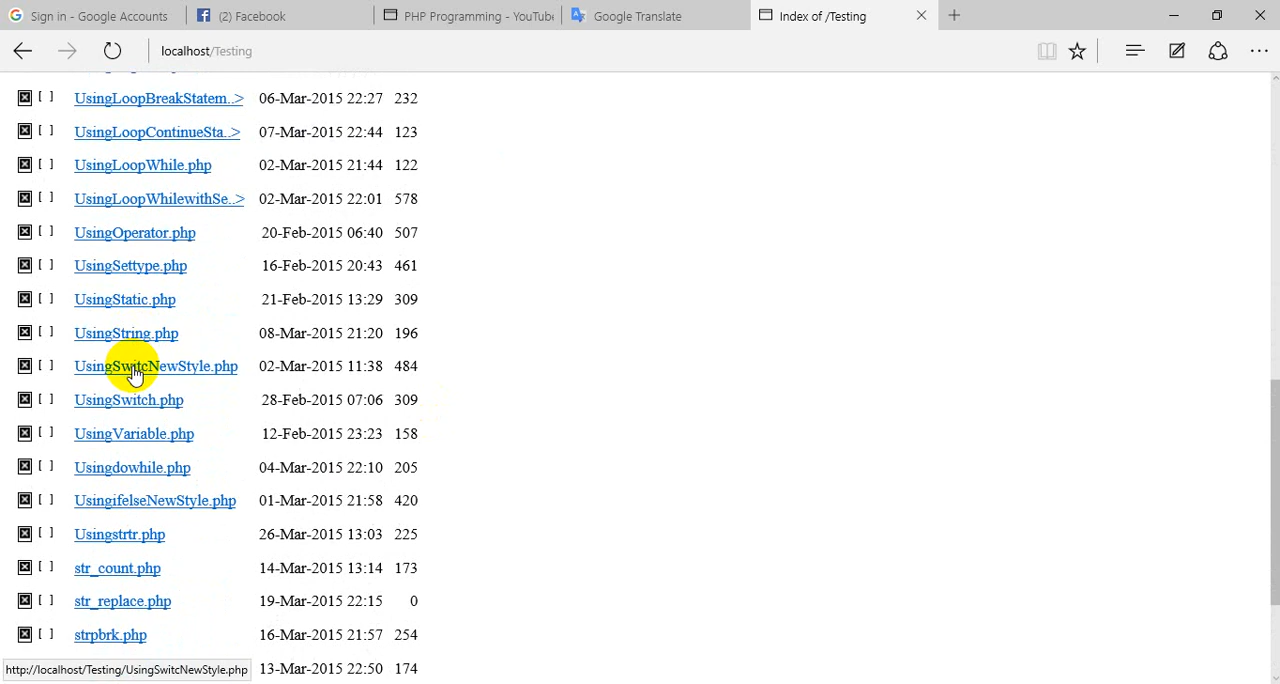 Sign in - Google Accounts
(2) Facebook
PHP Programming - YouTube
Google Translate
Index of /Testing
localhost/Testing
[ ] UsingLoopBreakStatem..> 06-Mar-2015 22:27 232
[ ] UsingLoopContinueSta..> 07-Mar-2015 22:44 123
[ ] UsingLoopWhile.php 02-Mar-2015 21:44 122
[ ] UsingLoopWhilewithSe..> 02-Mar-2015 22:01 578
[ ] UsingOperator.php 20-Feb-2015 06:40 507
[ ] UsingSettype.php 16-Feb-2015 20:43 461
[ ] UsingStatic.php 21-Feb-2015 13:29 309
[ ] UsingString.php 08-Mar-2015 21:20 196
[ ] UsingSwitcNewStyle.php 02-Mar-2015 11:38 484
[ ] UsingSwitch.php 28-Feb-2015 07:06 309
[ ] UsingVariable.php 12-Feb-2015 23:23 158
[ ] Usingdowhile.php 04-Mar-2015 22:10 205
[ ] UsingifelseNewStyle.php 01-Mar-2015 21:58 420
[ ] Usingstrtr.php 26-Mar-2015 13:03 225
[ ] str_count.php 14-Mar-2015 13:14 173
[ ] str_replace.php 19-Mar-2015 22:15 0
[ ] strpbrk.php 16-Mar-2015 21:57 254
http://localhost/Testing/UsingSwitcNewStyle.php 13-Mar-2015 22:50 174